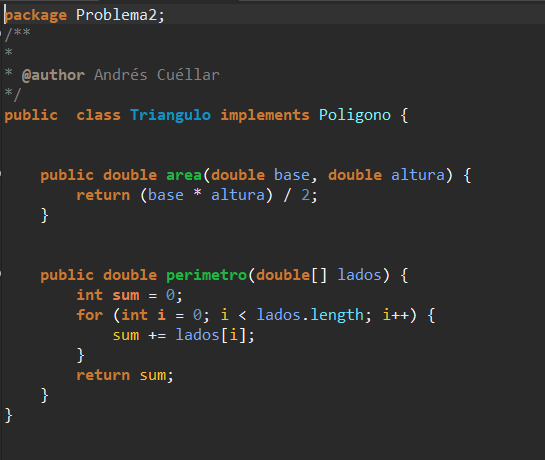 package Problema2;
/**
*
* @author Andrés Cuéllar
*/
public  class Triangulo implements Poligono {
    public double area(double base, double altura) {
        return (base * altura) / 2;
    }
    public double perimetro(double[] lados) {
        int sum = 0;
        for (int i = 0; i < lados.length; i++) {
            sum += lados[i];
        }
        return sum;
    }
}